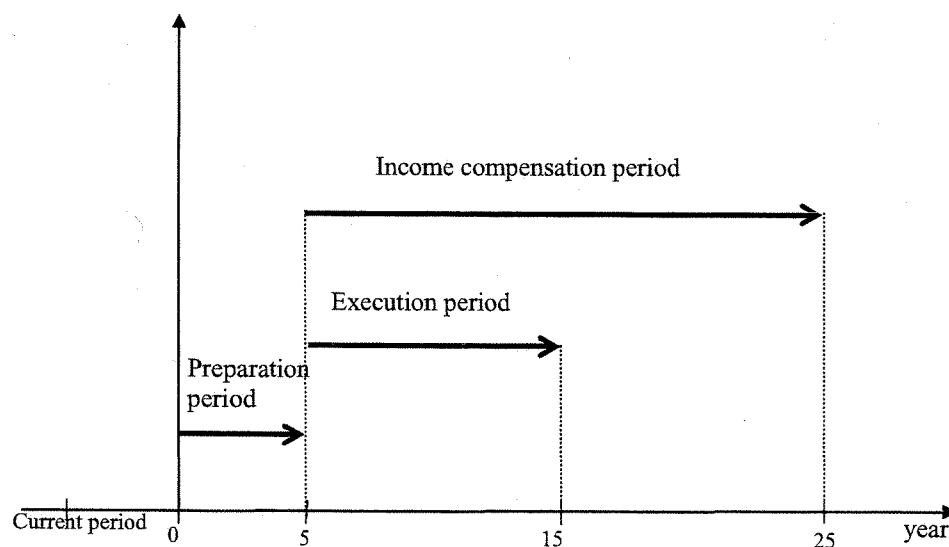 Income compensation period
Execution period
Preparation
period
Current period
0
5
15
25
year